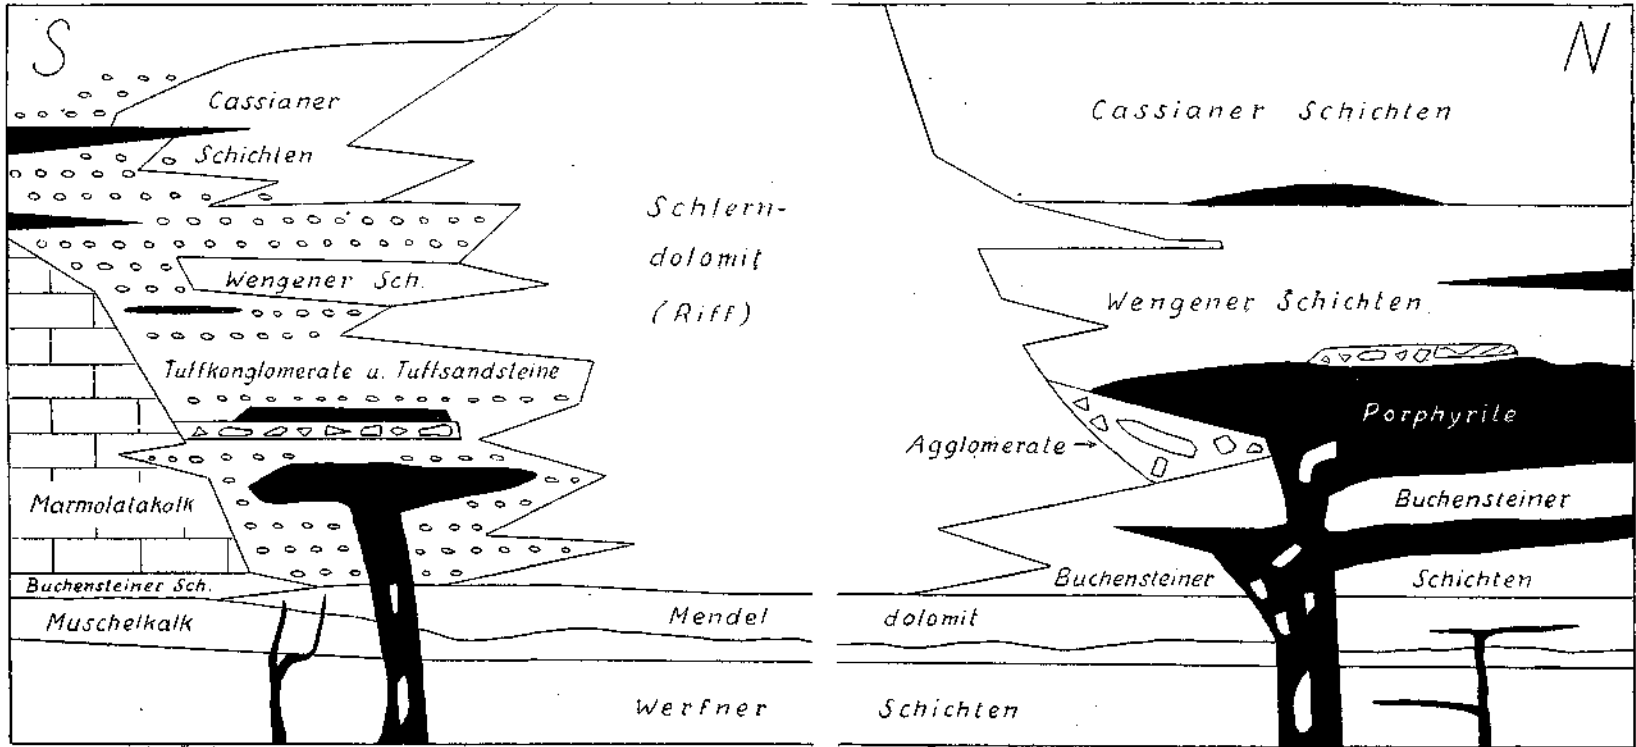 S
N
Cassianer
Schichten
Cassianer Schichten
Schlern-
dolomit
(Riff)
Wengener Sch.
Wengener Schichten
Tuffkonglomerate u. Tuffsandsteine
Porphyrite
Agglomerate →
Marmolatakalk
Buchensteiner
Buchensteiner Sch.
Buchensteiner Schichten
Muschelkalk
Mendel dolomit
Werfner Schichten